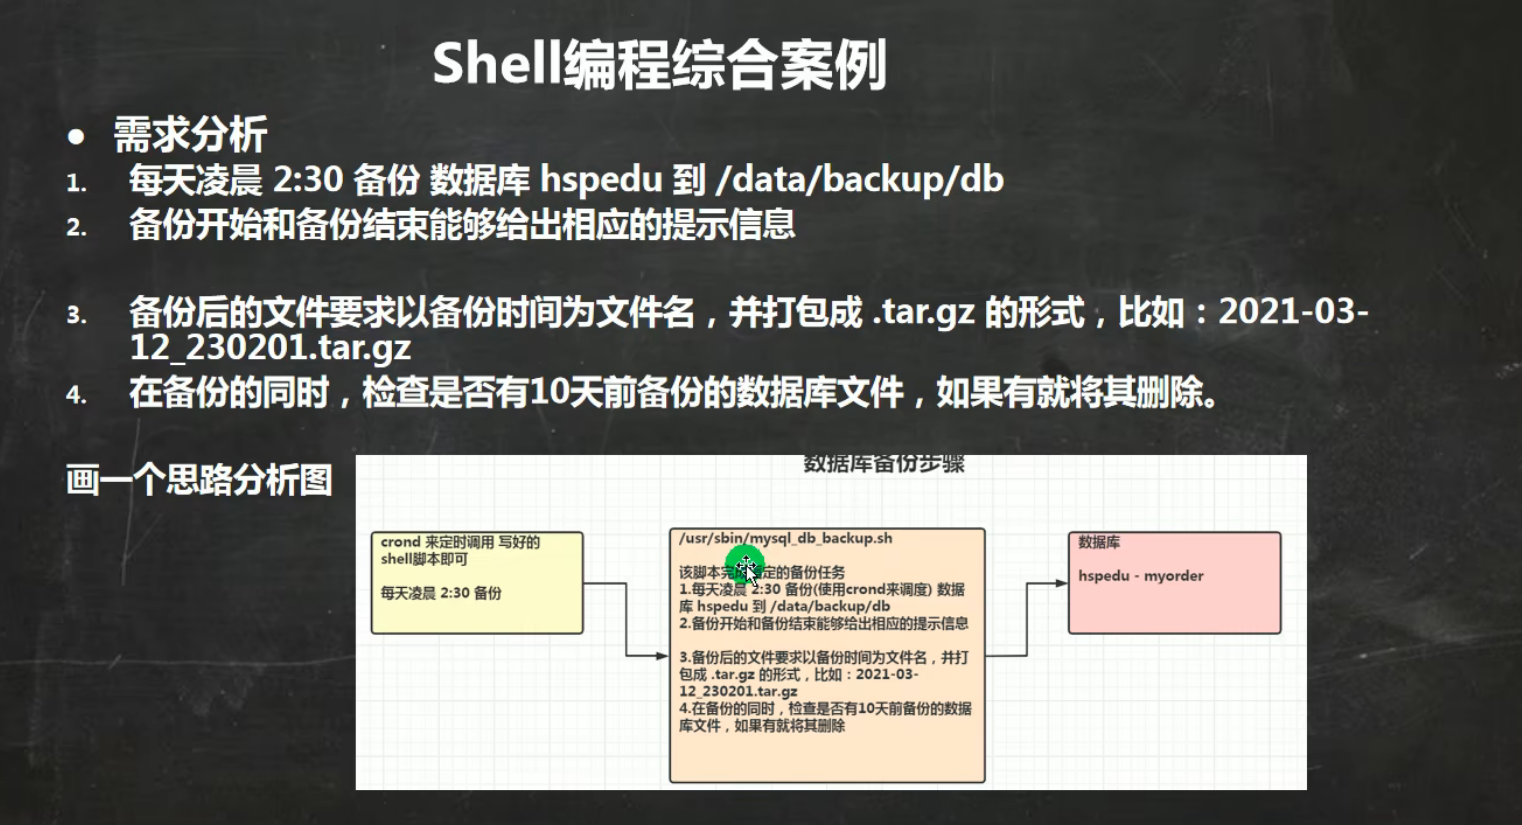 Shell编程综合案例
● 需求分析
1. 每天凌晨 2:30 备份 数据库 hspedu 到 /data/backup/db
2. 备份开始和备份结束能够给出相应的提示信息
3. 备份后的文件要求以备份时间为文件名，并打包成 .tar.gz 的形式，比如：2021-03-
12_230201.tar.gz
4. 在备份的同时，检查是否有10天前备份的数据库文件，如果有就将其删除。
画一个思路分析图
数据库备份步骤
crond 来定时调用 写好的
shell脚本即可
每天凌晨 2:30 备份
/usr/sbin/mysql_db_backup.sh
该脚本完定的备份任务
1.每天凌晨 2:30 备份(使用crond来调度) 数据
库 hspedu 到 /data/backup/db
2.备份开始和备份结束能够给出相应的提示信息
3.备份后的文件要求以备份时间为文件名，并打
包成 .tar.gz 的形式，比如：2021-03-
12_230201.tar.gz
4.在备份的同时，检查是否有10天前备份的数据
库文件，如果有就将其删除
数据库
hspedu - myorder